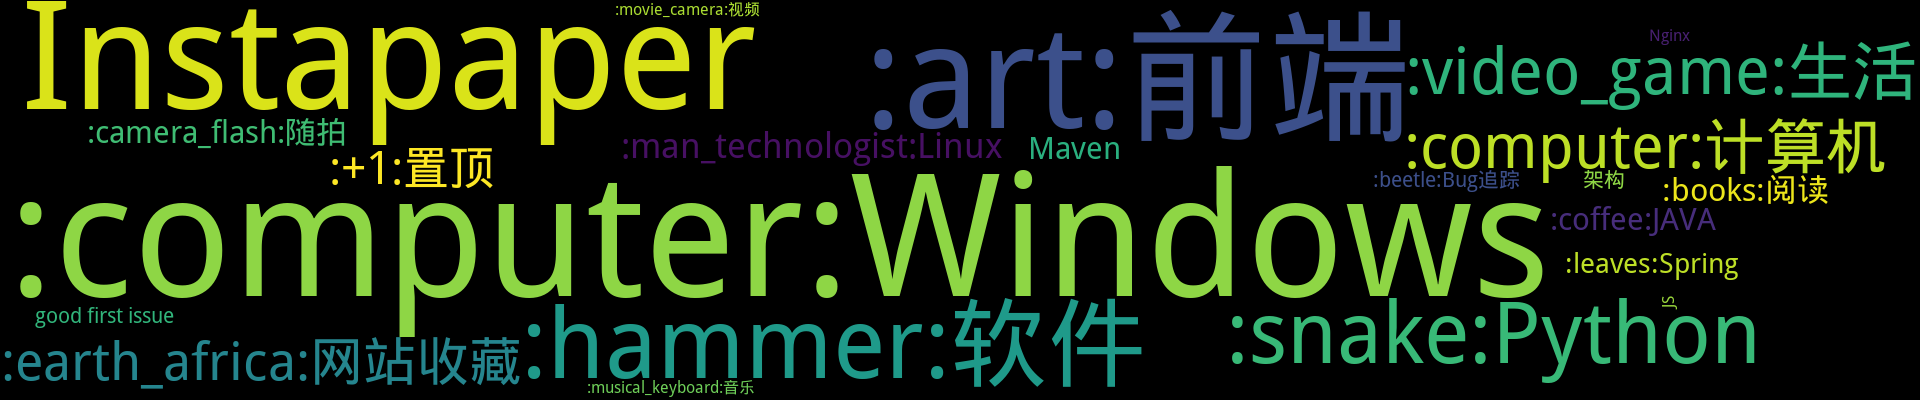 Instapaper
:movie_camera:视频
:art:前端
Nginx
:video_game:生活
:camera_flash:随拍
:man_technologist:Linux
Maven
:computer:计算机
:+1:置顶
:beetle:Bug追踪
架构
:books:阅读
:computer:Windows
:coffee:JAVA
:leaves:Spring
good first issue
JS
:earth_africa:网站收藏
:hammer:软件
:snake:Python
:musical_keyboard:音乐